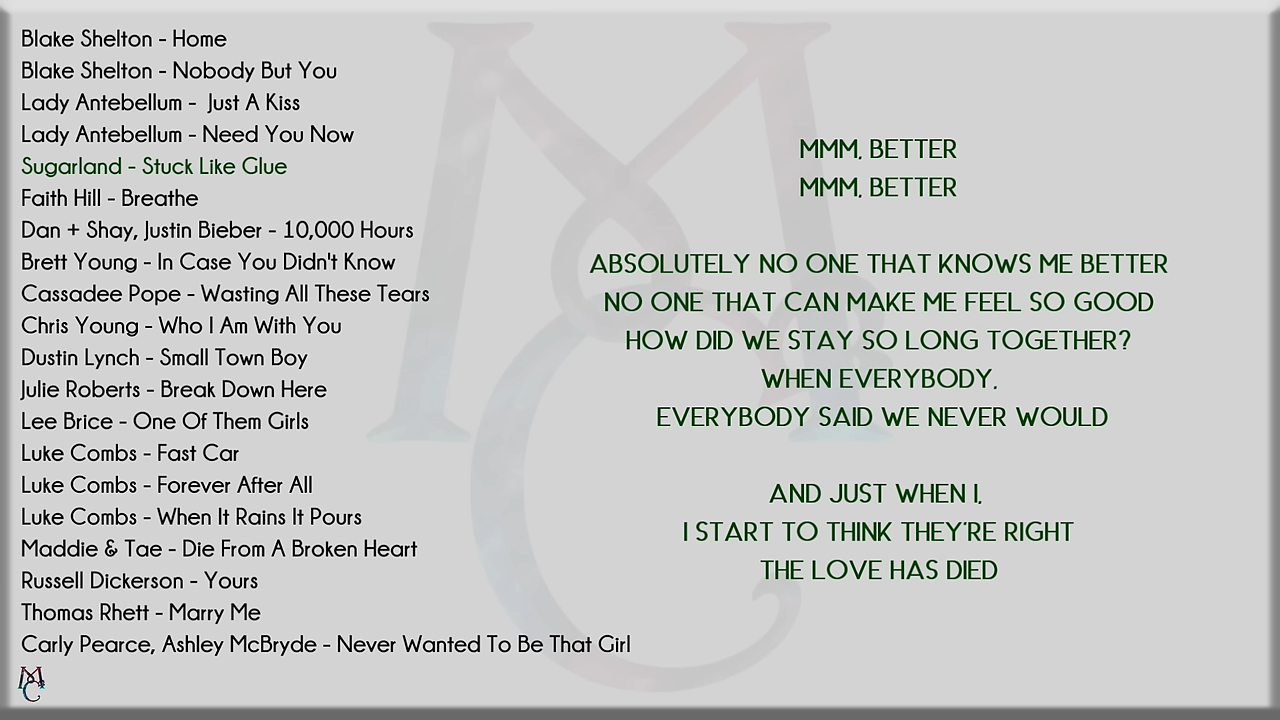 Blake Shelton - Home
Blake Shelton - Nobody But You
Lady Antebellum -  Just A Kiss
Lady Antebellum - Need You Now
Sugarland - Stuck Like Glue
Faith Hill - Breathe
Dan + Shay, Justin Bieber - 10,000 Hours
Brett Young - In Case You Didn't Know
Cassadee Pope - Wasting All These Tears
Chris Young - Who I Am With You
Dustin Lynch - Small Town Boy
Julie Roberts - Break Down Here
Lee Brice - One Of Them Girls
Luke Combs - Fast Car
Luke Combs - Forever After All
Luke Combs - When It Rains It Pours
Maddie & Tae - Die From A Broken Heart
Russell Dickerson - Yours
Thomas Rhett - Marry Me
Carly Pearce, Ashley McBryde - Never Wanted To Be That Girl
MC
MMM, BETTER
MMM, BETTER
ABSOLUTELY NO ONE THAT KNOWS ME BETTER
NO ONE THAT CAN MAKE ME FEEL SO GOOD
HOW DID WE STAY SO LONG TOGETHER?
WHEN EVERYBODY,
EVERYBODY SAID WE NEVER WOULD
AND JUST WHEN I,
I START TO THINK THEY'RE RIGHT
THE LOVE HAS DIED